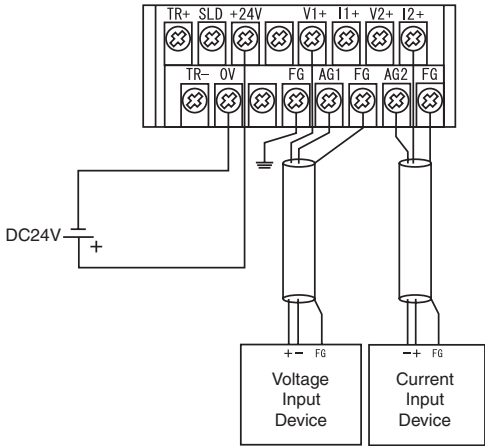 TR+ SLD +24V V1+ I1+ V2+ I2+
TR- 0V FG AG1 FG AG2 FG
DC24V
+
+- FG
Voltage
Input
Device
-+ FG
Current
Input
Device